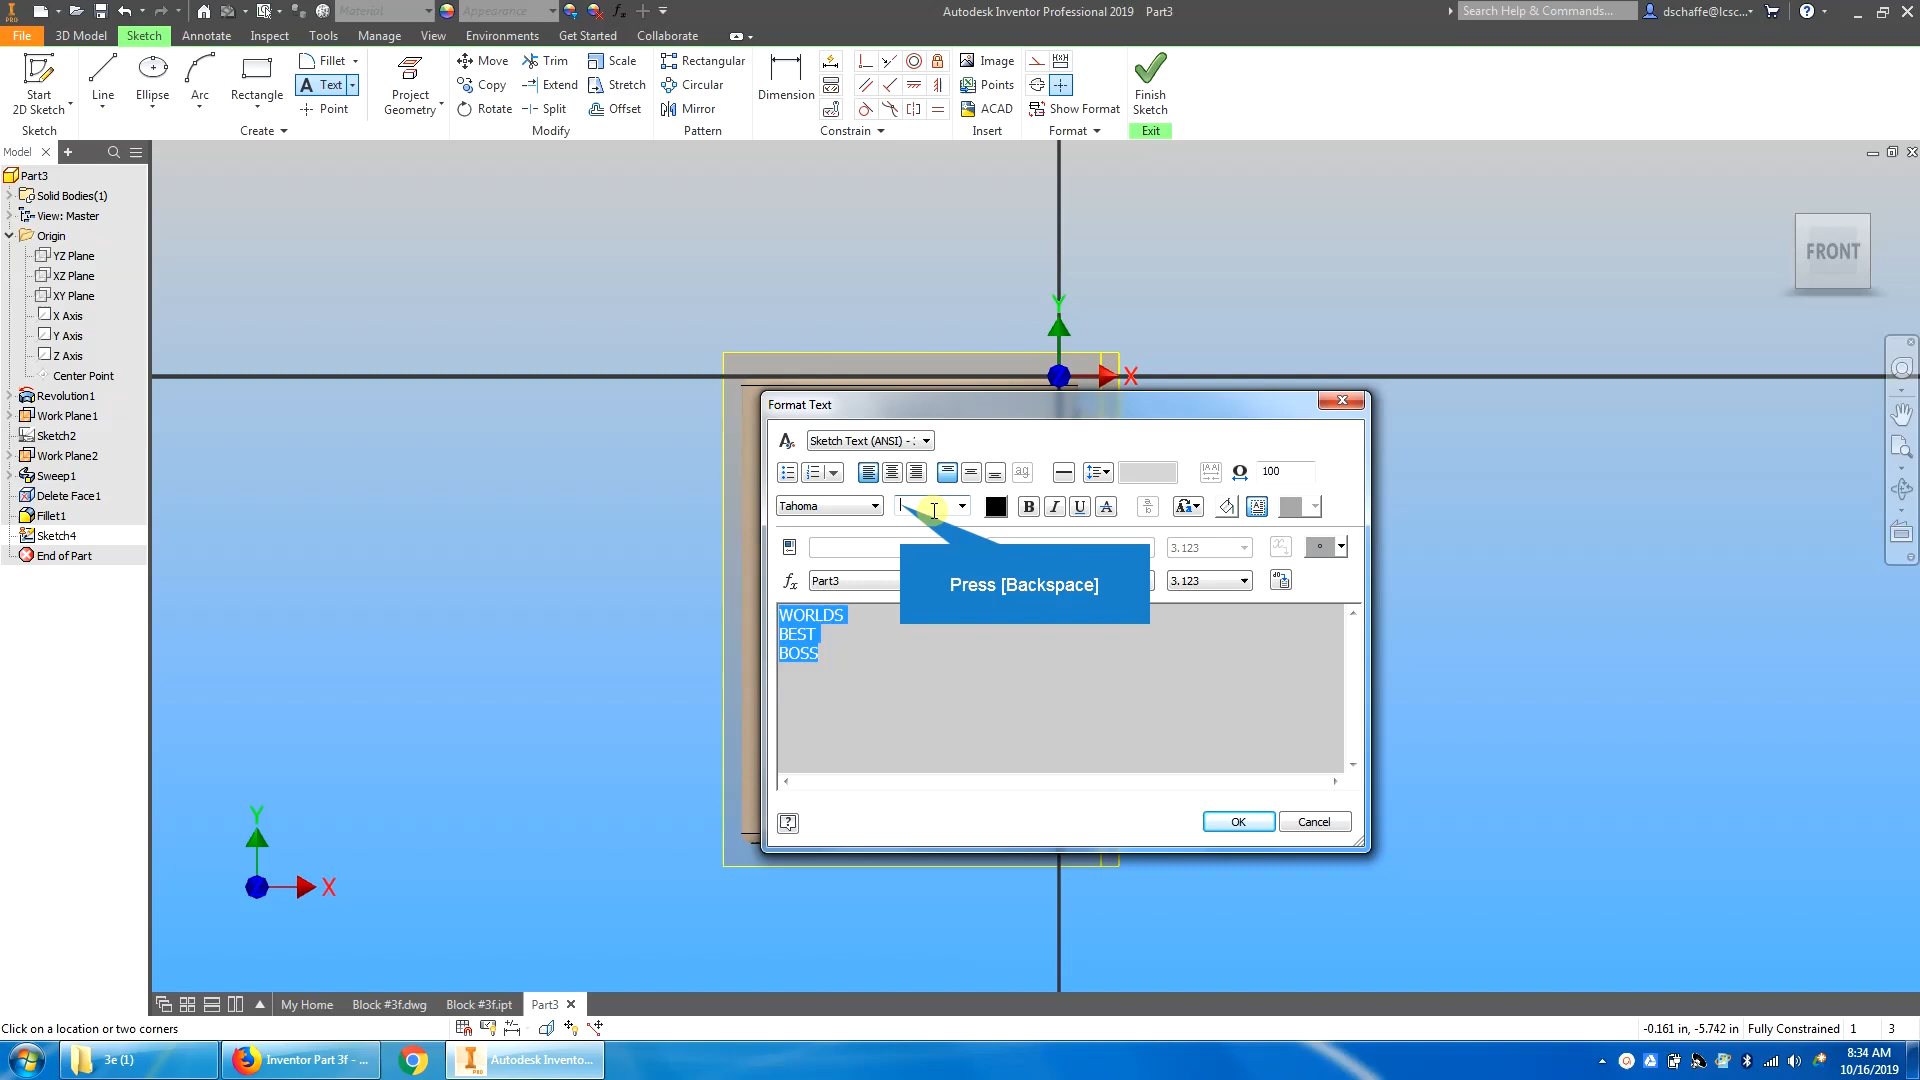 PRO
Material
Appearance
Autodesk Inventor Professional 2019 Part3
Search Help & Commands...
dschaffe@lcsc...
File 3D Model Sketch Annotate Inspect Tools Manage View Environments Get Started Collaborate
Start
2D Sketch
Line
Ellipse
Arc
Rectangle
Fillet
Text
Point
Project
Geometry
Move
Copy
Rotate
Trim
Extend
Split
Scale
Stretch
Offset
Rectangular
Circular
Mirror
Dimension
Image
Points
ACAD
Show Format
Finish
Sketch
Sketch Create Modify Pattern Constrain Insert Format Exit
Model
Part3
Solid Bodies(1)
View: Master
Origin
YZ Plane
XZ Plane
XY Plane
X Axis
Y Axis
Z Axis
Center Point
Revolution1
Work Plane1
Sketch2
Work Plane2
Sweep1
Delete Face1
Fillet1
Sketch4
End of Part
FRONT
Y
X
Format Text
Sketch Text (ANSI) - :
100
Tahoma
B I U A
3.123
Part3
3.123
Press [Backspace]
WORLDS
BEST
BOSS
OK Cancel
Y
X
My Home Block #3f.dwg Block #3f.ipt Part3
Click on a location or two corners
-0.161 in, -5.742 in Fully Constrained 1 3
3e (1)
Inventor Part 3f - ...
Autodesk Invento...
8:34 AM
10/16/2019